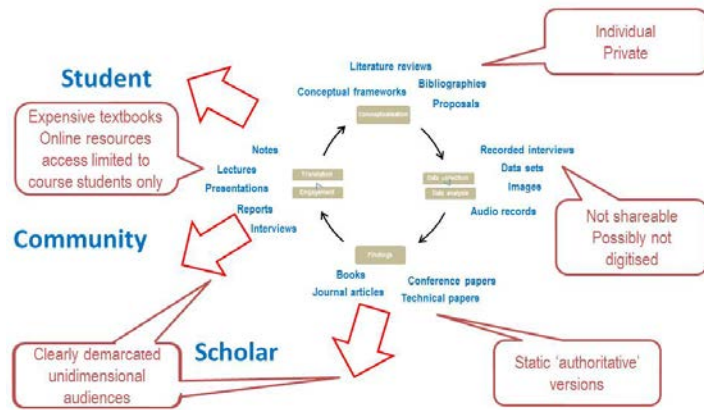 Individual
Private
Literature reviews
Student
Bibliographies
Conceptual frameworks
Proposals
Conceptualisation
Expensive textbooks
Online resources
access limited to
course students only
Notes
Recorded interviews
Lectures
Translation
Data collection
Data sets
Presentations
Engagement
Data analysis
Images
Reports
Audio records
Not shareable
Possibly not
digitised
Community
Interviews
Findings
Books
Conference papers
Journal articles
Technical papers
Clearly demarcated
unidimensional
audiences
Scholar
Static 'authoritative'
versions